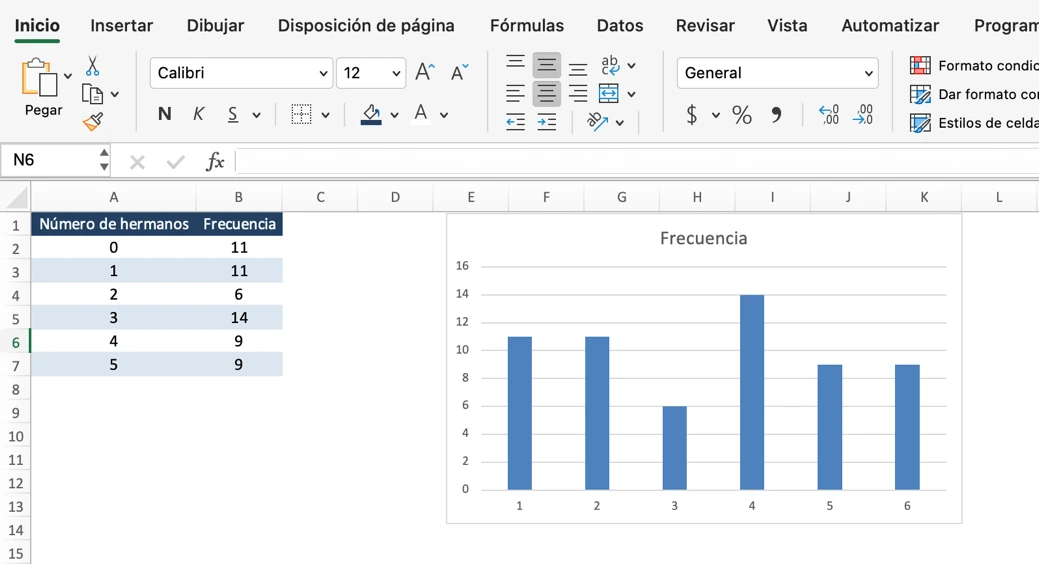 Inicio Insertar Dibujar Disposición de página Fórmulas Datos Revisar Vista Automatizar Program
Calibri 12 General Formato condic
Pegar N K S A $ % Dar formato co
Estilos de celda
N6 fx
A B C D E F G H I J K L
1 Número de hermanos Frecuencia
2 0 11
3 1 11
4 2 6
5 3 14
6 4 9
7 5 9
8
9
10
11
12
13
14
15
Frecuencia
16
14
12
10
8
6
4
2
0
1 2 3 4 5 6